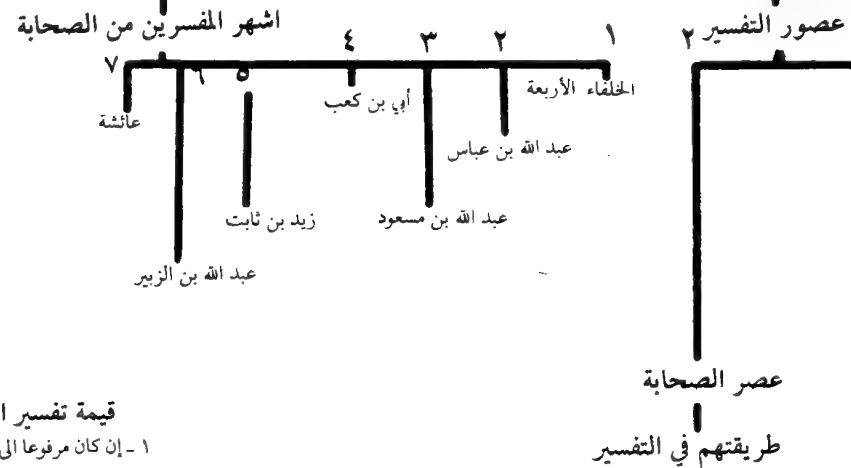 عصور التفسير
٢
اشهر المفسرين من الصحابة
١
٢
٣
٤
٥
٦
٧
الخلفاء الأربعة
عبد الله بن عباس
عبد الله بن مسعود
أبي بن كعب
زيد بن ثابت
عبد الله بن الزبير
عائشة
عصر الصحابة
طريقتهم في التفسير
قيمة تفسير ا
١ - إن كان مرفوعا الى